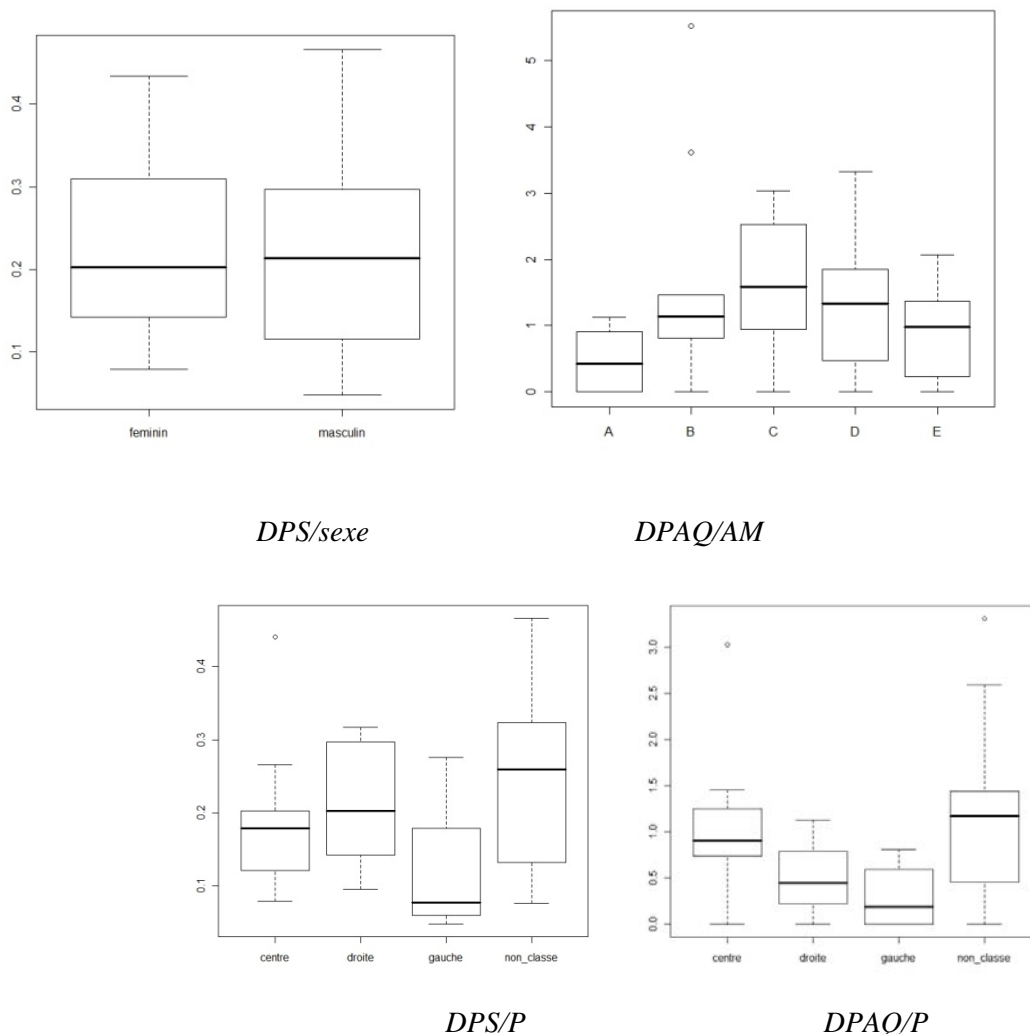 0.1 0.2 0.3 0.4
feminin masculin
0 1 2 3 4 5
A B C D E
DPS/sexe DPAQ/AM
0.1 0.2 0.3 0.4
centre droite gauche non_classe
0.0 0.5 1.0 1.5 2.0 2.5 3.0
centre droite gauche non_classe
DPS/P DPAQ/P